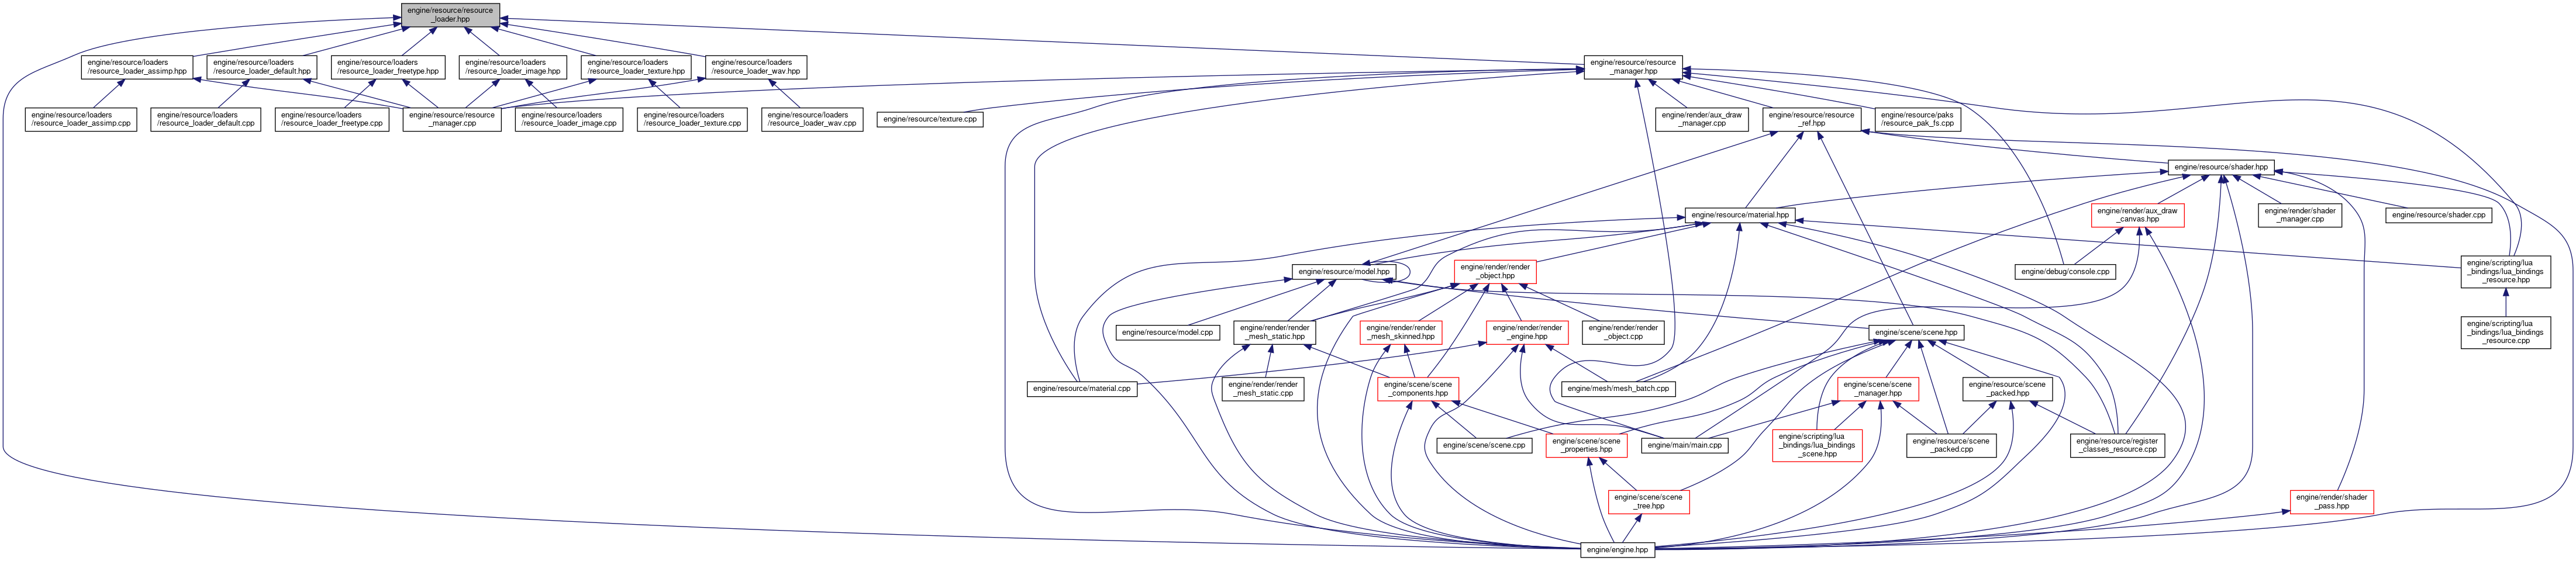 engine/resource/resource
_loader.hpp
engine/resource/loaders
/resource_loader_assimp.hpp
engine/resource/loaders
/resource_loader_default.hpp
engine/resource/loaders
/resource_loader_freetype.hpp
engine/resource/loaders
/resource_loader_image.hpp
engine/resource/loaders
/resource_loader_texture.hpp
engine/resource/loaders
/resource_loader_wav.hpp
engine/resource/resource
_manager.hpp
engine/resource/loaders
/resource_loader_assimp.cpp
engine/resource/loaders
/resource_loader_default.cpp
engine/resource/loaders
/resource_loader_freetype.cpp
engine/resource/resource
_manager.cpp
engine/resource/loaders
/resource_loader_image.cpp
engine/resource/loaders
/resource_loader_texture.cpp
engine/resource/loaders
/resource_loader_wav.cpp
engine/resource/texture.cpp
engine/render/aux_draw
_manager.cpp
engine/resource/resource
_ref.hpp
engine/resource/paks
/resource_pak_fs.cpp
engine/resource/shader.hpp
engine/resource/material.hpp
engine/render/aux_draw
_canvas.hpp
engine/render/shader
_manager.cpp
engine/resource/shader.cpp
engine/resource/model.hpp
engine/render/render
_object.hpp
engine/debug/console.cpp
engine/scripting/lua
_bindings/lua_bindings
_resource.hpp
engine/resource/model.cpp
engine/render/render
_mesh_static.hpp
engine/render/render
_mesh_skinned.hpp
engine/render/render
_engine.hpp
engine/render/render
_object.cpp
engine/scene/scene.hpp
engine/scripting/lua
_bindings/lua_bindings
_resource.cpp
engine/resource/material.cpp
engine/render/render
_mesh_static.cpp
engine/scene/scene
_components.hpp
engine/mesh/mesh_batch.cpp
engine/scene/scene
_manager.hpp
engine/resource/scene
_packed.hpp
engine/scene/scene.cpp
engine/scene/scene
_properties.hpp
engine/main/main.cpp
engine/scripting/lua
_bindings/lua_bindings
_scene.hpp
engine/resource/scene
_packed.cpp
engine/resource/register
_classes_resource.cpp
engine/scene/scene
_tree.hpp
engine/render/shader
_pass.hpp
engine/engine.hpp